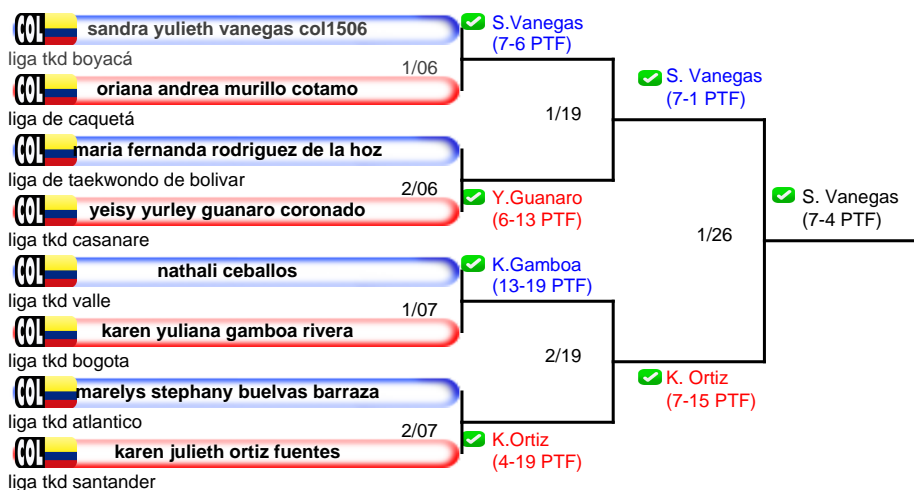 COL sandra yulieth vanegas col1506
liga tkd boyacá
1/06
COL oriana andrea murillo cotamo
liga de caquetá
S.Vanegas
(7-6 PTF)
COL maria fernanda rodriguez de la hoz
liga de taekwondo de bolivar
2/06
COL yeisy yurley guanaro coronado
liga tkd casanare
Y.Guanaro
(6-13 PTF)
1/19
S. Vanegas
(7-1 PTF)
COL nathali ceballos
liga tkd valle
1/07
COL karen yuliana gamboa rivera
liga tkd bogota
K.Gamboa
(13-19 PTF)
COL marelys stephany buelvas barraza
liga tkd atlantico
2/07
COL karen julieth ortiz fuentes
liga tkd santander
K.Ortiz
(4-19 PTF)
2/19
K. Ortiz
(7-15 PTF)
1/26
S. Vanegas
(7-4 PTF)